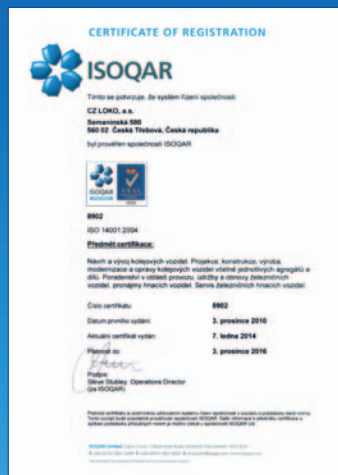 CERTIFICATE OF REGISTRATION
ISOQAR
Tímto se potvrzuje, že systém řízení společnosti:
CZ LOKO, a.s.
Semanínská 580
560 02 Česká Třebová, Česká republika
byl prověřen společností ISOQAR
ISOQAR
UKAS
8902
ISO 14001:2004
Předmět certifikace:
Návrh a vývoj kolejových vozidel. Projekce, konstrukce, výroba,
modernizace a opravy kolejových vozidel včetně jednotlivých agregátů a
dílů. Poradenství v oblasti provozu, údržby a obnovy železničních
vozidel, pronájmy hnacích vozidel. Servis železničních hnacích vozidel.
Číslo certifikátu: 8902
Datum prvního vydání: 3. prosince 2010
Aktuální certifikát vydán: 7. ledna 2014
Platnost do: 3. prosince 2016
Podpis:
Steve Stubley, Operations Director
(za ISOQAR)
ISOQAR Limited